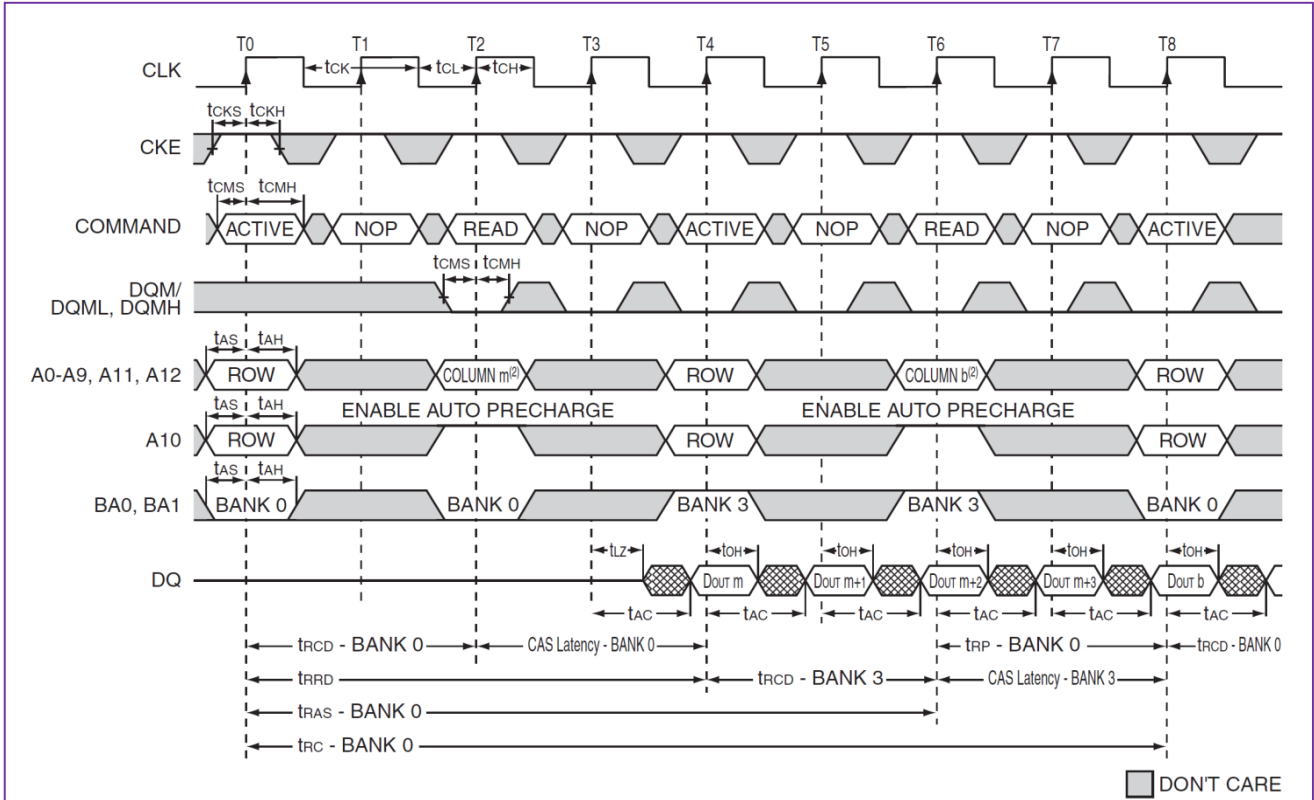 T0 T1 T2 T3 T4 T5 T6 T7 T8
CLK tCK tCL tCH
tCKS tCKH
CKE
tCMS tCMH
COMMAND ACTIVE NOP READ NOP ACTIVE NOP READ NOP ACTIVE
tCMS tCMH
DQM/
DQML, DQMH
tAS tAH
A0-A9, A11, A12 ROW COLUMN m(2) ROW COLUMN b(2) ROW
tAS tAH ENABLE AUTO PRECHARGE ENABLE AUTO PRECHARGE
A10 ROW ROW ROW
tAS tAH
BA0, BA1 BANK 0 BANK 0 BANK 3 BANK 3 BANK 0
tLZ tOH tOH tOH tOH tOH
DQ DOUT m DOUT m+1 DOUT m+2 DOUT m+3 DOUT b
tAC tAC tAC tAC tAC tAC
tRCD - BANK 0 CAS Latency - BANK 0 tRP - BANK 0 tRCD - BANK 0
tRRD tRCD - BANK 3 CAS Latency - BANK 3
tRAS - BANK 0
tRC - BANK 0
DON'T CARE